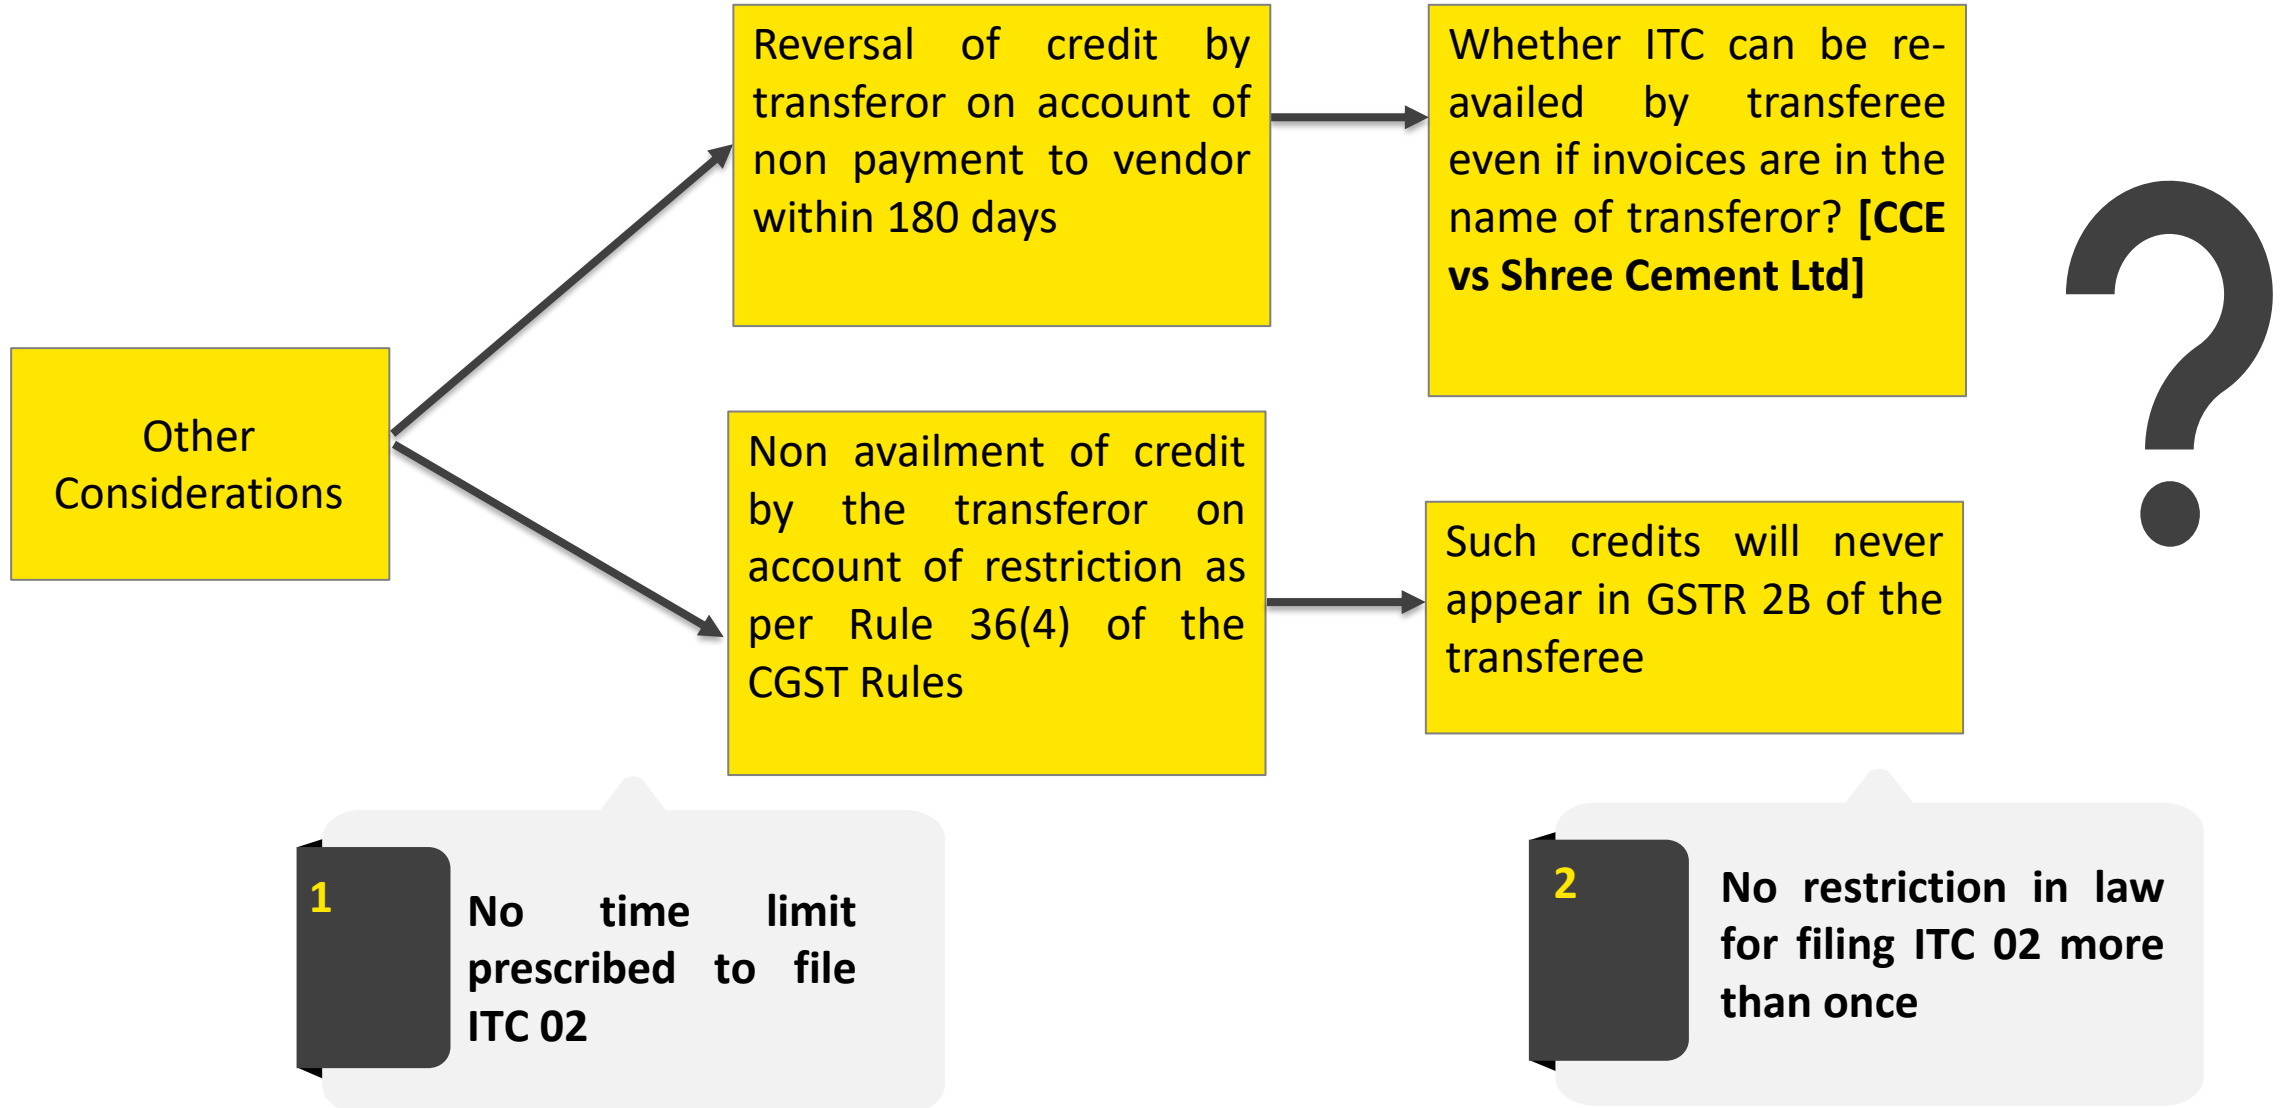 Other
Considerations
Reversal of credit by
transferor on account of
non payment to vendor
within 180 days
Whether ITC can be re-
availed by transferee
even if invoices are in the
name of transferor? [CCE
vs Shree Cement Ltd]
Non availment of credit
by the transferor on
account of restriction as
per Rule 36(4) of the
CGST Rules
Such credits will never
appear in GSTR 2B of the
transferee
?
1
No time limit
prescribed to file
ITC 02
2
No restriction in law
for filing ITC 02 more
than once